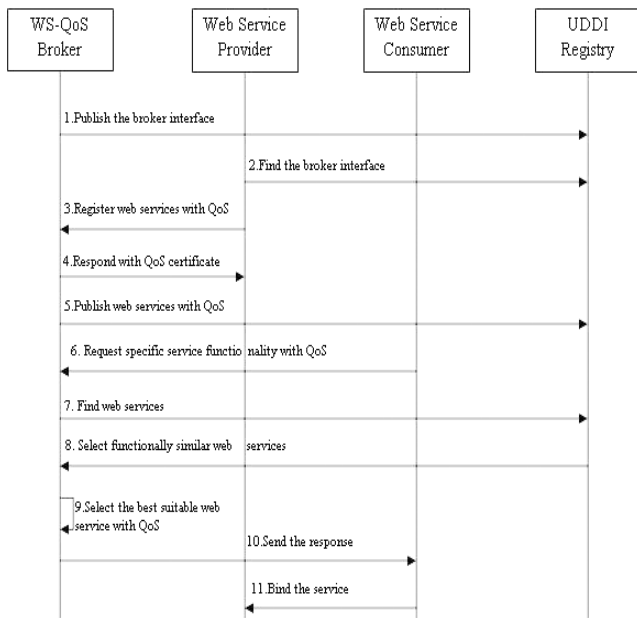 WS-QoS
Broker
Web Service
Provider
Web Service
Consumer
UDDI
Registry
1.Publish the broker interface
2.Find the broker interface
3.Register web services with QoS
4.Respond with QoS certificate
5.Publish web services with QoS
6. Request specific service functionality with QoS
7. Find web services
8. Select functionally similar web services
9.Select the best suitable web
service with QoS
10.Send the response
11.Bind the service